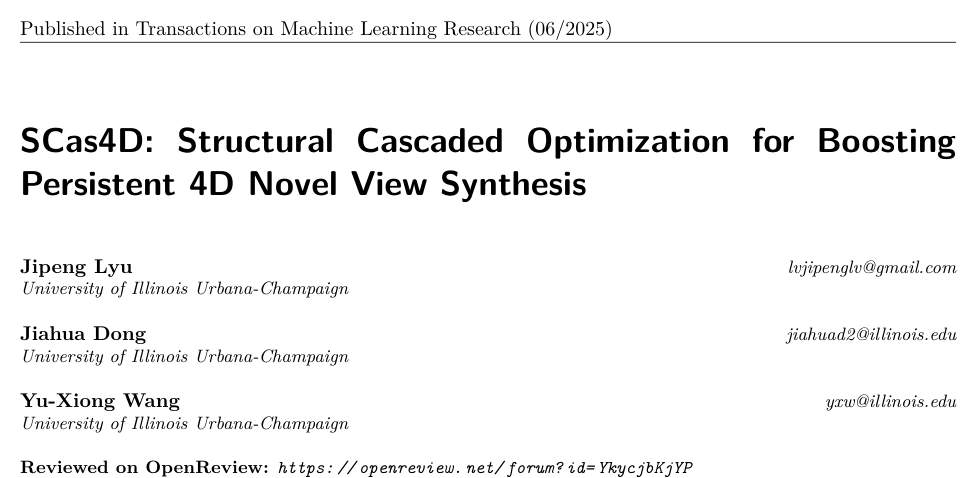 Published in Transactions on Machine Learning Research (06/2025)
SCas4D: Structural Cascaded Optimization for Boosting
Persistent 4D Novel View Synthesis
Jipeng Lyu lvjipenglv@gmail.com
University of Illinois Urbana-Champaign
Jiahua Dong jiahuad2@illinois.edu
University of Illinois Urbana-Champaign
Yu-Xiong Wang yxw@illinois.edu
University of Illinois Urbana-Champaign
Reviewed on OpenReview: https://openreview.net/forum?id=YkycjbKjYP